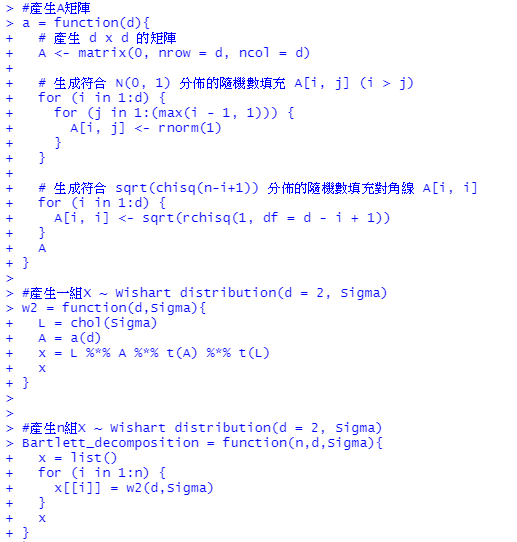 > #產生A矩陣
> a = function(d){
+   # 產生 d x d 的矩陣
+   A <- matrix(0, nrow = d, ncol = d)
+
+   # 生成符合 N(0, 1) 分佈的隨機數填充 A[i, j] (i > j)
+   for (i in 1:d) {
+     for (j in 1:(max(i - 1, 1))) {
+       A[i, j] <- rnorm(1)
+     }
+   }
+
+   # 生成符合 sqrt(chisq(n-i+1)) 分佈的隨機數填充對角線 A[i, i]
+   for (i in 1:d) {
+     A[i, i] <- sqrt(rchisq(1, df = d - i + 1))
+   }
+   A
+ }
>
> #產生一組X ~ Wishart distribution(d = 2, Sigma)
> w2 = function(d,Sigma){
+   L = chol(Sigma)
+   A = a(d)
+   x = L %*% A %*% t(A) %*% t(L)
+   x
+ }
>
>
> #產生n組X ~ Wishart distribution(d = 2, Sigma)
> Bartlett_decomposition = function(n,d,Sigma){
+   x = list()
+   for (i in 1:n) {
+     x[[i]] = w2(d,Sigma)
+   }
+   x
+ }